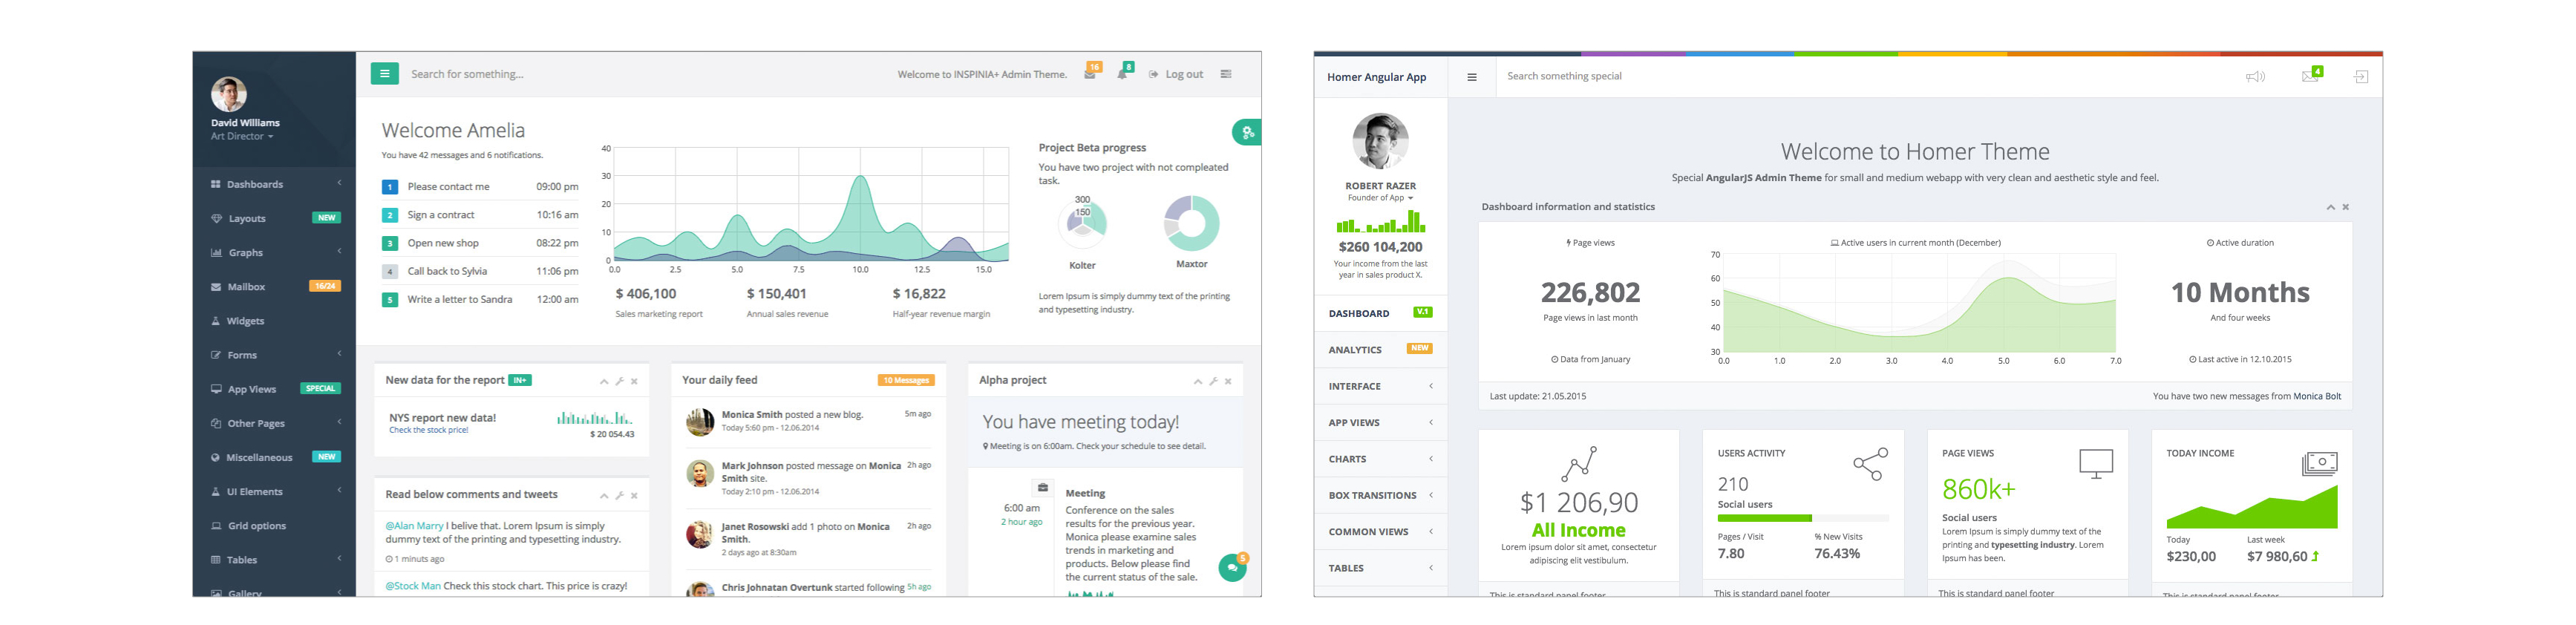 David Williams
Art Director
Dashboards
Layouts NEW
Graphs
Mailbox 16/24
Widgets
Forms
App Views SPECIAL
Other Pages
Miscellaneous NEW
UI Elements
Grid options
Tables
Gallery
Search for something...
Welcome to INSPINIA+ Admin Theme. 16 8 Log out
Welcome Amelia
You have 42 messages and 6 notifications.
1 Please contact me 09:00 pm
2 Sign a contract 10:16 am
3 Open new shop 08:22 pm
4 Call back to Sylvia 11:06 pm
5 Write a letter to Sandra 12:00 am
40
30
20
10
0
0.0 2.5 5.0 7.5 10.0 12.5 15.0
$ 406,100 $ 150,401 $ 16,822
Sales marketing report Annual sales revenue Half-year revenue margin
Project Beta progress
You have two project with not compleated
task.
300
150
Kolter Maxtor
Lorem Ipsum is simply dummy text of the printing
and typesetting industry.
New data for the report IN+
NYS report new data!
Check the stock price!
$ 20 054.43
Read below comments and tweets
@Alan Marry I belive that. Lorem Ipsum is simply
dummy text of the printing and typesetting industry.
1 minuts ago
@Stock Man Check this stock chart. This price is crazy!
Your daily feed 10 Messages
Monica Smith posted a new blog. 5m ago
Today 5:60 pm - 12.06.2014
Mark Johnson posted message on Monica 2h ago
Smith site.
Today 2:10 pm - 12.06.2014
Janet Rosowski add 1 photo on Monica 2h ago
Smith.
2 days ago at 8:30am
Chris Johnatan Overtunk started following 5h ago
Alpha project
You have meeting today!
Meeting is on 6:00am. Check your schedule to see detail.
6:00 am
2 hour ago
Meeting
Conference on the sales
results for the previous year.
Monica please examine sales
trends in marketing and
products. Below please find
the current status of the sale.
5
Homer Angular App
Search something special
4
ROBERT RAZER
Founder of App
$260 104,200
Your income from the last
year in sales product X.
DASHBOARD V.1
ANALYTICS NEW
INTERFACE
APP VIEWS
CHARTS
BOX TRANSITIONS
COMMON VIEWS
TABLES
Welcome to Homer Theme
Special AngularJS Admin Theme for small and medium webapp with very clean and aesthetic style and feel.
Dashboard information and statistics
Page views
226,802
Page views in last month
Data from January
Active users in current month (December)
70
60
50
40
30
0.0 1.0 2.0 3.0 4.0 5.0 6.0 7.0
Active duration
10 Months
And four weeks
Last active in 12.10.2015
Last update: 21.05.2015
You have two new messages from Monica Bolt
$1 206,90
All Income
Lorem ipsum dolor sit amet, consectetur
adipiscing elit vestibulum.
This is standard panel footer
USERS ACTIVITY
210
Social users
Pages / Visit % New Visits
7.80 76.43%
This is standard panel footer
PAGE VIEWS
860k+
Social users
Lorem Ipsum is simply dummy text of the
printing and typesetting industry. Lorem
Ipsum has been.
This is standard panel footer
TODAY INCOME
Today Last week
$230,00 $7 980,60
This is standard panel footer